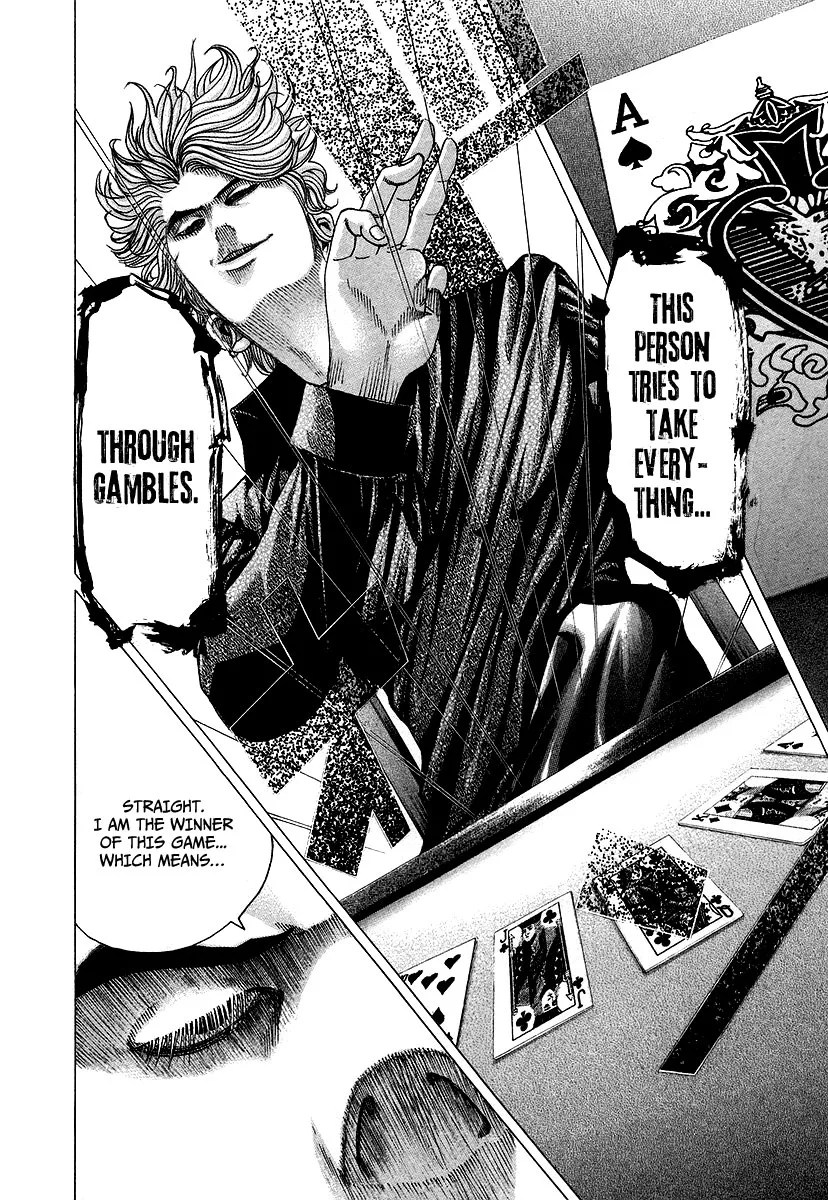 A
THIS
PERSON
TRIES TO
TAKE
EVERY-
THING...
THROUGH
GAMBLES.
STRAIGHT.
I AM THE WINNER
OF THIS GAME...
WHICH MEANS...
J